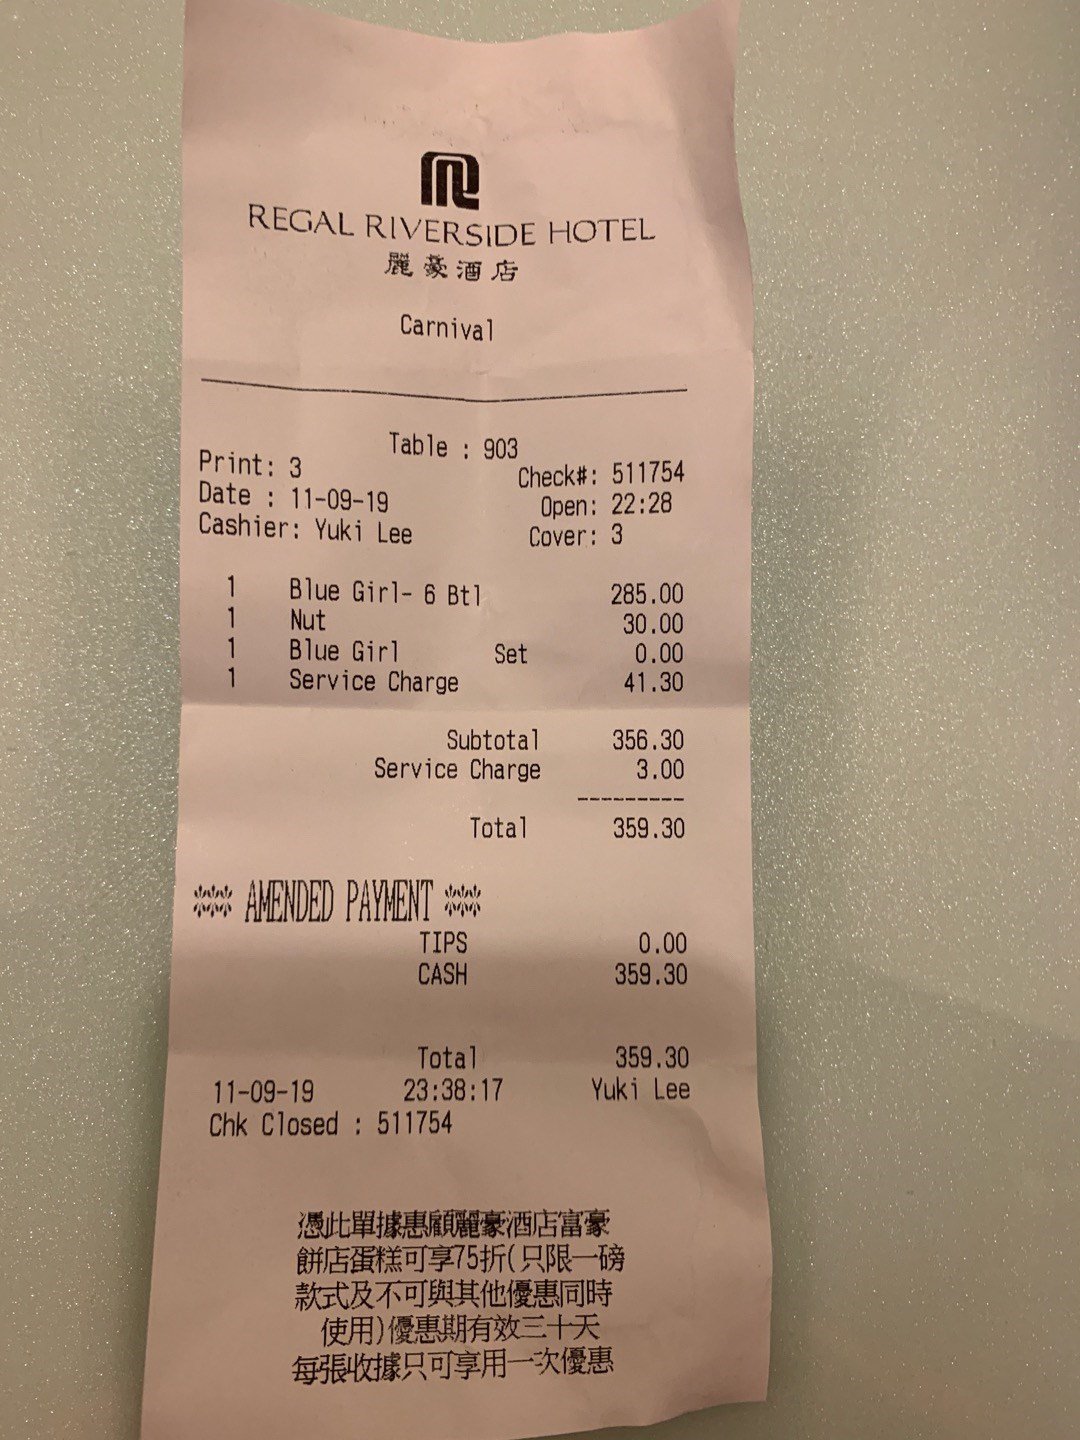 REGAL RIVERSIDE HOTEL
麗豪酒店
Carnival
Table : 903
Print: 3 Check#: 511754
Date : 11-09-19 Open: 22:28
Cashier: Yuki Lee Cover: 3
1 Blue Girl- 6 Btl 285.00
1 Nut 30.00
1 Blue Girl Set 0.00
1 Service Charge 41.30
Subtotal 356.30
Service Charge 3.00
---------
Total 359.30
*** AMENDED PAYMENT ***
TIPS 0.00
CASH 359.30
Total 359.30
11-09-19 23:38:17 Yuki Lee
Chk Closed : 511754
憑此單據惠顧麗豪酒店富豪
餅店蛋糕可享75折(只限一磅
款式及不可與其他優惠同時
使用)優惠期有效三十天
每張收據只可享用一次優惠